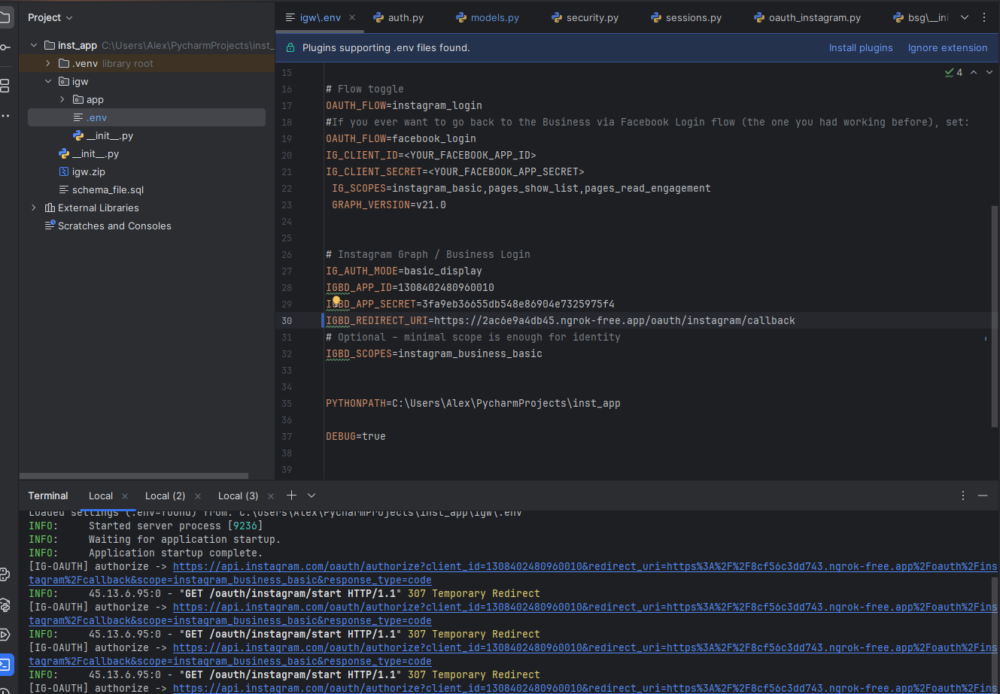 Project
igw\.env
auth.py
models.py
security.py
sessions.py
oauth_instagram.py
bsg\__ini
inst_app C:\Users\Alex\PycharmProjects\inst_
.venv library root
igw
app
.env
__init__.py
__init__.py
igw.zip
schema_file.sql
External Libraries
Scratches and Consoles
Plugins supporting .env files found.
Install plugins
Ignore extension
4
15
16 # Flow toggle
17 OAUTH_FLOW=instagram_login
18 #If you ever want to go back to the Business via Facebook Login flow (the one you had working before), set:
19 OAUTH_FLOW=facebook_login
20 IG_CLIENT_ID=<YOUR_FACEBOOK_APP_ID>
21 IG_CLIENT_SECRET=<YOUR_FACEBOOK_APP_SECRET>
22 IG_SCOPES=instagram_basic,pages_show_list,pages_read_engagement
23 GRAPH_VERSION=v21.0
24
25
26 # Instagram Graph / Business Login
27 IG_AUTH_MODE=basic_display
28 IGBD_APP_ID=1308402480960010
29 IGBD_APP_SECRET=3fa9eb36655db548e86904e7325975f4
30 IGBD_REDIRECT_URI=https://2ac6e9a4db45.ngrok-free.app/oauth/instagram/callback
31 # Optional – minimal scope is enough for identity
32 IGBD_SCOPES=instagram_business_basic
33
34
35 PYTHONPATH=C:\Users\Alex\PycharmProjects\inst_app
36
37 DEBUG=true
38
39
Terminal
Local
Local (2)
Local (3)
Loaded settings (.env=found) from: C:\Users\Alex\PycharmProjects\inst_app\igw\.env
INFO: Started server process [9236]
INFO: Waiting for application startup.
INFO: Application startup complete.
[IG-OAUTH] authorize -> https://api.instagram.com/oauth/authorize?client_id=1308402480960010&redirect_uri=https%3A%2F%2F8cf56c3dd743.ngrok-free.app%2Foauth%2Fins
tagram%2Fcallback&scope=instagram_business_basic&response_type=code
INFO: 45.13.6.95:0 - "GET /oauth/instagram/start HTTP/1.1" 307 Temporary Redirect
[IG-OAUTH] authorize -> https://api.instagram.com/oauth/authorize?client_id=1308402480960010&redirect_uri=https%3A%2F%2F8cf56c3dd743.ngrok-free.app%2Foauth%2Fins
tagram%2Fcallback&scope=instagram_business_basic&response_type=code
INFO: 45.13.6.95:0 - "GET /oauth/instagram/start HTTP/1.1" 307 Temporary Redirect
[IG-OAUTH] authorize -> https://api.instagram.com/oauth/authorize?client_id=1308402480960010&redirect_uri=https%3A%2F%2F8cf56c3dd743.ngrok-free.app%2Foauth%2Fins
tagram%2Fcallback&scope=instagram_business_basic&response_type=code
INFO: 45.13.6.95:0 - "GET /oauth/instagram/start HTTP/1.1" 307 Temporary Redirect
[IG-OAUTH] authorize -> https://api.instagram.com/oauth/authorize?client_id=1308402480960010&redirect_uri=https%3A%2F%2F8cf56c3dd743.ngrok-free.app%2Foauth%2Fins